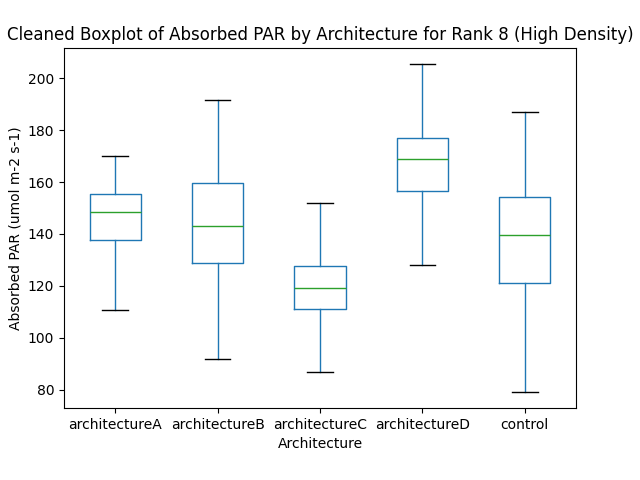 Cleaned Boxplot of Absorbed PAR by Architecture for Rank 8 (High Density)
Absorbed PAR (umol m-2 s-1)
200
180
160
140
120
100
80
architectureA architectureB architectureC architectureD control
Architecture